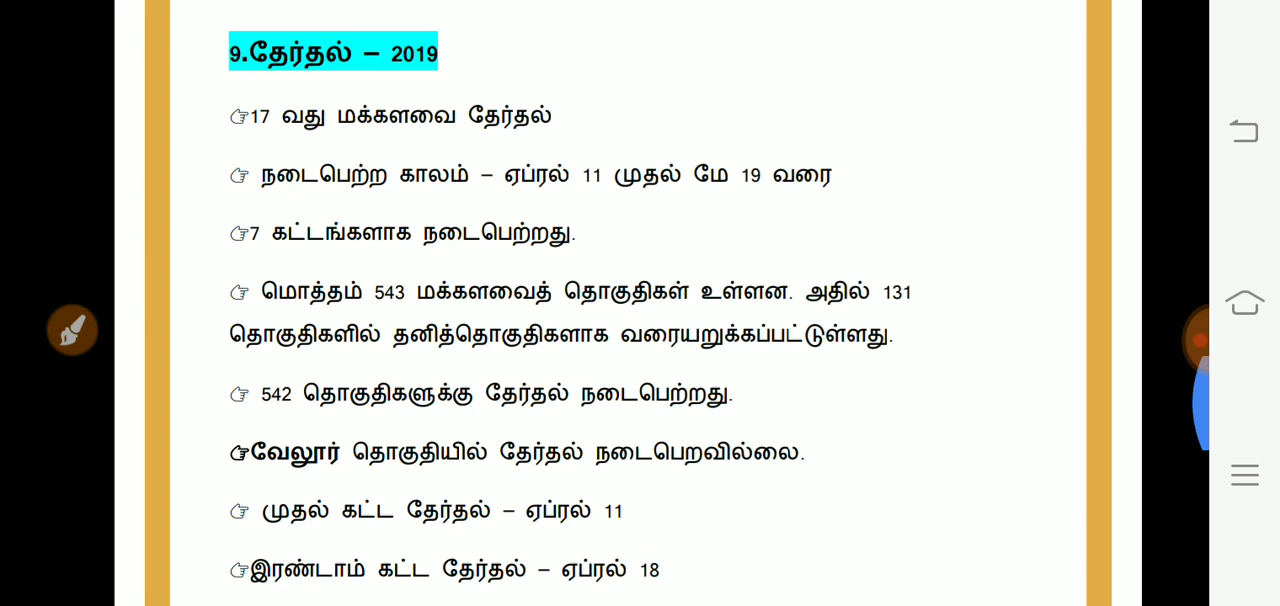 9.தேர்தல் – 2019
👉17 வது மக்களவை தேர்தல்
👉 நடைபெற்ற காலம் – ஏப்ரல் 11 முதல் மே 19 வரை
👉7 கட்டங்களாக நடைபெற்றது.
👉 மொத்தம் 543 மக்களவைத் தொகுதிகள் உள்ளன. அதில் 131
தொகுதிகளில் தனித்தொகுதிகளாக வரையறுக்கப்பட்டுள்ளது.
👉 542 தொகுதிகளுக்கு தேர்தல் நடைபெற்றது.
👉வேலூர் தொகுதியில் தேர்தல் நடைபெறவில்லை.
👉 முதல் கட்ட தேர்தல் – ஏப்ரல் 11
👉இரண்டாம் கட்ட தேர்தல் – ஏப்ரல் 18